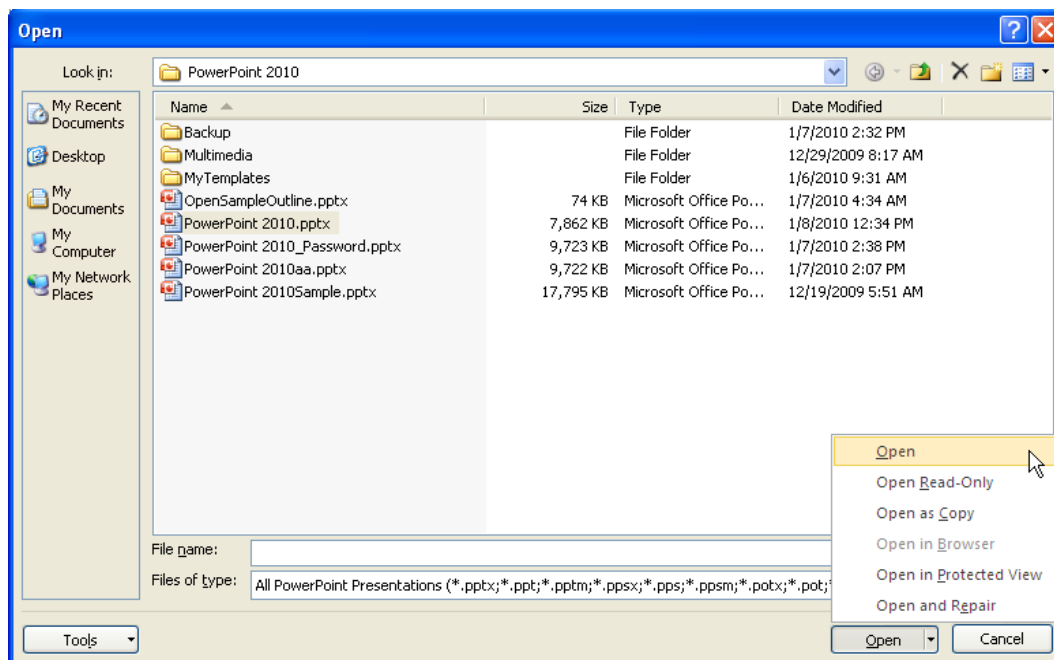 Open
Look in: PowerPoint 2010
My Recent
Documents
Desktop
My
Documents
My
Computer
My Network
Places
Name Size Type Date Modified
Backup File Folder 1/7/2010 2:32 PM
Multimedia File Folder 12/29/2009 8:17 AM
MyTemplates File Folder 1/6/2010 9:31 AM
OpenSampleOutline.pptx 74 KB Microsoft Office Po... 1/7/2010 4:34 AM
PowerPoint 2010.pptx 7,862 KB Microsoft Office Po... 1/8/2010 12:34 PM
PowerPoint 2010_Password.pptx 9,723 KB Microsoft Office Po... 1/7/2010 2:38 PM
PowerPoint 2010aa.pptx 9,722 KB Microsoft Office Po... 1/7/2010 2:07 PM
PowerPoint 2010Sample.pptx 17,795 KB Microsoft Office Po... 12/19/2009 5:51 AM
Open
Open Read-Only
Open as Copy
Open in Browser
Open in Protected View
Open and Repair
File name:
Files of type: All PowerPoint Presentations (*.pptx;*.ppt;*.pptm;*.ppsx;*.pps;*.ppsm;*.potx;*.pot;*
Tools Open Cancel